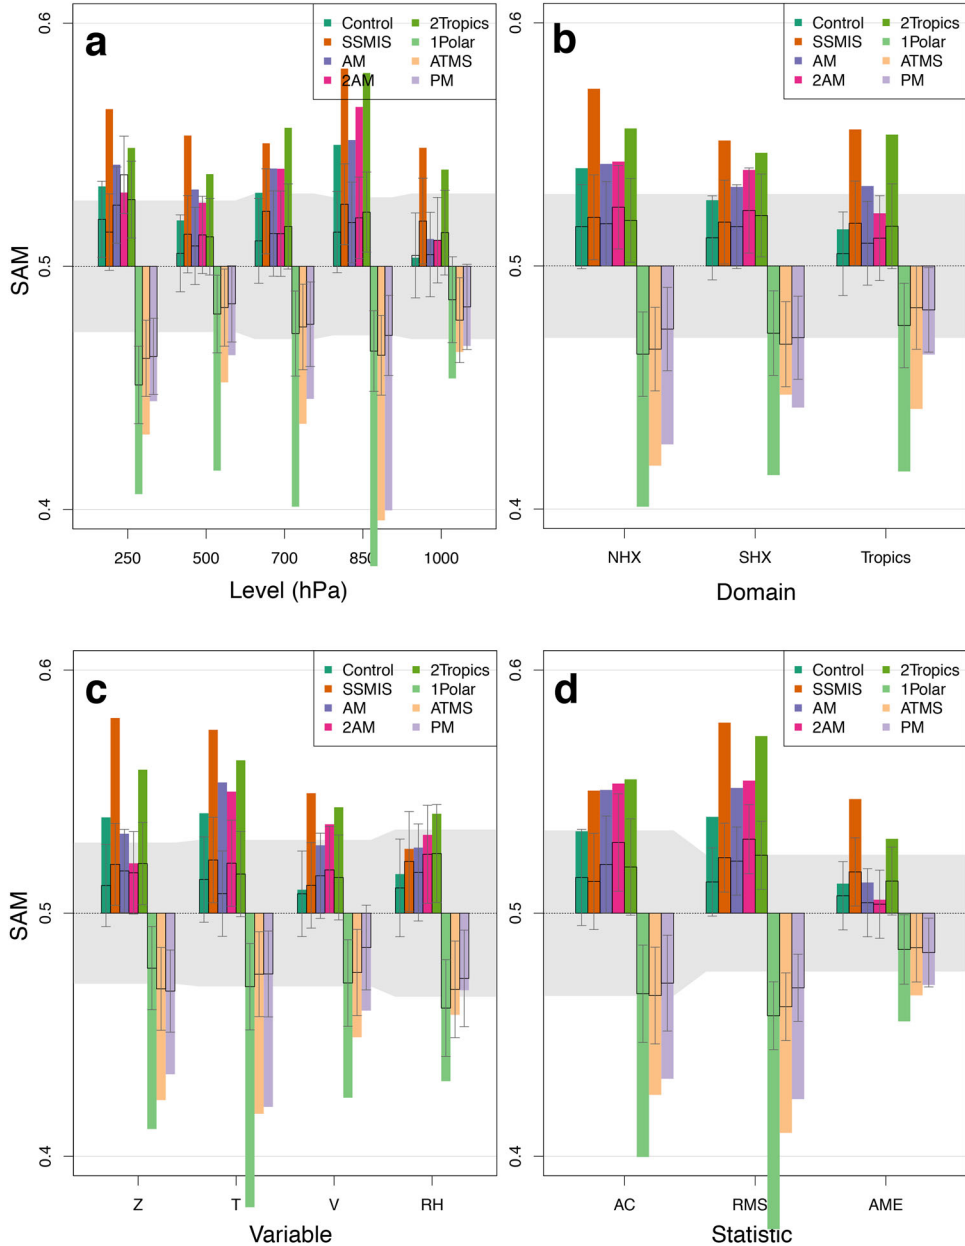 a
Control
SSMIS
AM
2AM
2Tropics
1Polar
ATMS
PM
SAM
0.6
0.5
0.4
250
500
700
850
1000
Level (hPa)
b
Control
SSMIS
AM
2AM
2Tropics
1Polar
ATMS
PM
0.6
0.5
0.4
NHX
SHX
Tropics
Domain
c
Control
SSMIS
AM
2AM
2Tropics
1Polar
ATMS
PM
SAM
0.6
0.5
0.4
Z
T
V
RH
Variable
d
Control
SSMIS
AM
2AM
2Tropics
1Polar
ATMS
PM
0.6
0.5
0.4
AC
RMS
AME
Statistic